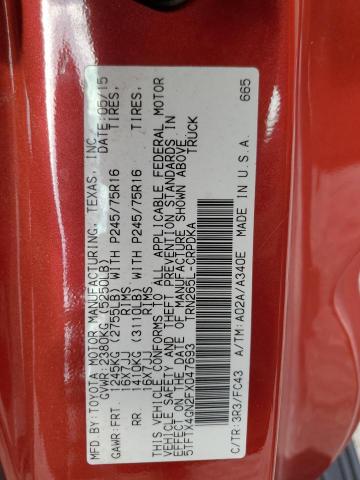 MFD BY: TOYOTA MOTOR MANUFACTURING, TEXAS, INC. 05/15
GVWR: 2380KG (5250LB)
GAWR: FRT. 1245KG (2755LB) WITH P245/75R16 TIRES,
16X7JJ RIMS
RR. 1410KG (3110LB) WITH P245/75R16 TIRES,
16X7JJ RIMS
THIS VEHICLE CONFORMS TO ALL APPLICABLE FEDERAL MOTOR
VEHICLE SAFETY AND THEFT PREVENTION STANDARDS IN
EFFECT ON THE DATE OF MANUFACTURE SHOWN ABOVE.
5TFTX4GN2FX047693 TRUCK
TRN265L-CRPDKA
C/TR: 3R3/FC43 A/TM: A02A/A340E
MADE IN U.S.A. 665